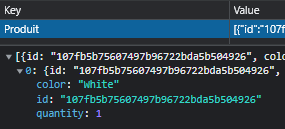 Key Value
Produit [{"id":"107f
[{id: "107fb5b75607497b96722bda5b504926", colo
0: {id: "107fb5b75607497b96722bda5b504926",
color: "White"
id: "107fb5b75607497b96722bda5b504926"
quantity: 1